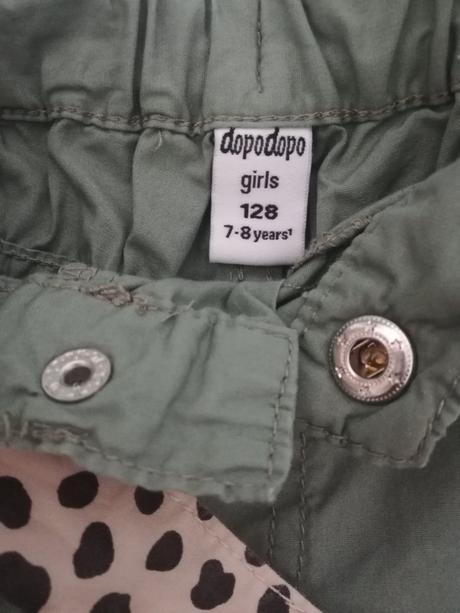 dopodopo
girls
128
7-8 years¹